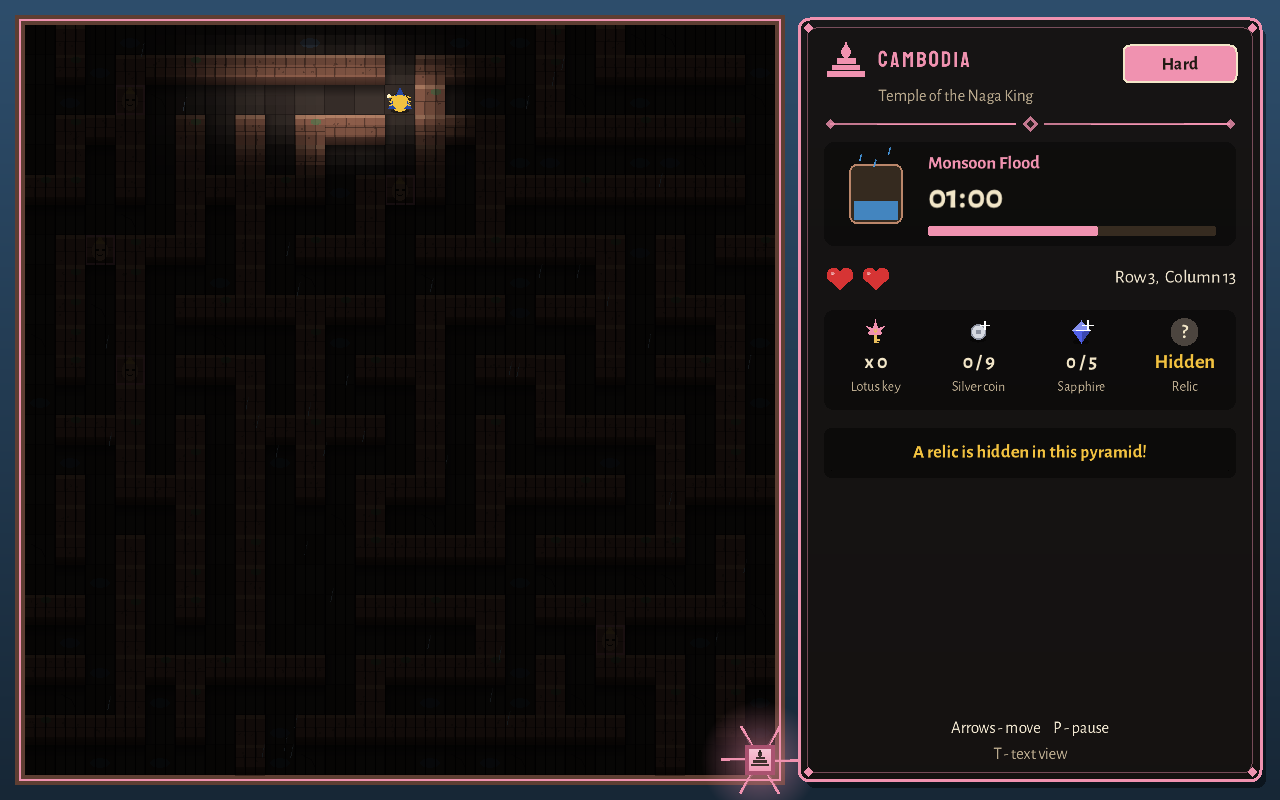 CAMBODIA
Hard
Temple of the Naga King
Monsoon Flood
01:00
Row 3, Column 13
x 0
0 / 9
0 / 5
?
Hidden
Lotus key
Silver coin
Sapphire
Relic
A relic is hidden in this pyramid!
Arrows - move P - pause
T - text view